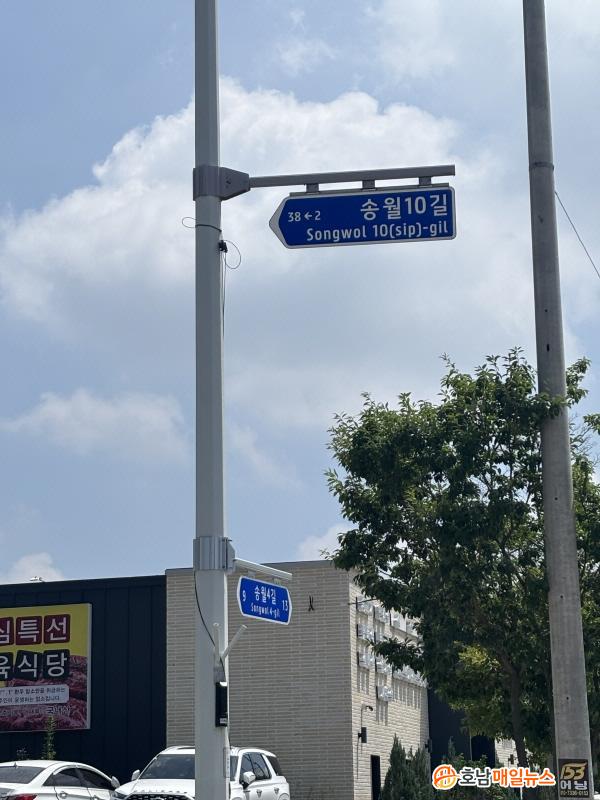 38←2 송월10길
Songwol 10(sip)-gil
9 송월4길 13
Songwol 4-gil
심특선
육식당
호남매일뉴스
53